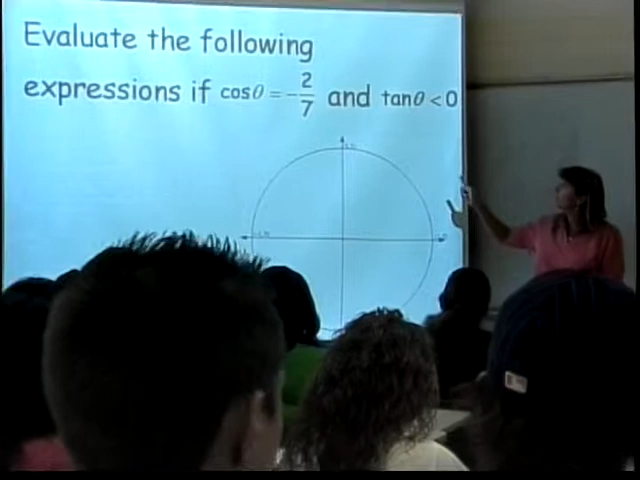 Evaluate the following
expressions if cosθ = -2/7 and tanθ < 0